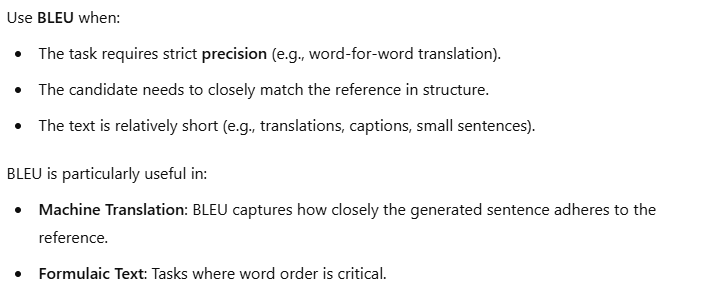 Use BLEU when:
• The task requires strict precision (e.g., word-for-word translation).
• The candidate needs to closely match the reference in structure.
• The text is relatively short (e.g., translations, captions, small sentences).
BLEU is particularly useful in:
• Machine Translation: BLEU captures how closely the generated sentence adheres to the
reference.
• Formulaic Text: Tasks where word order is critical.